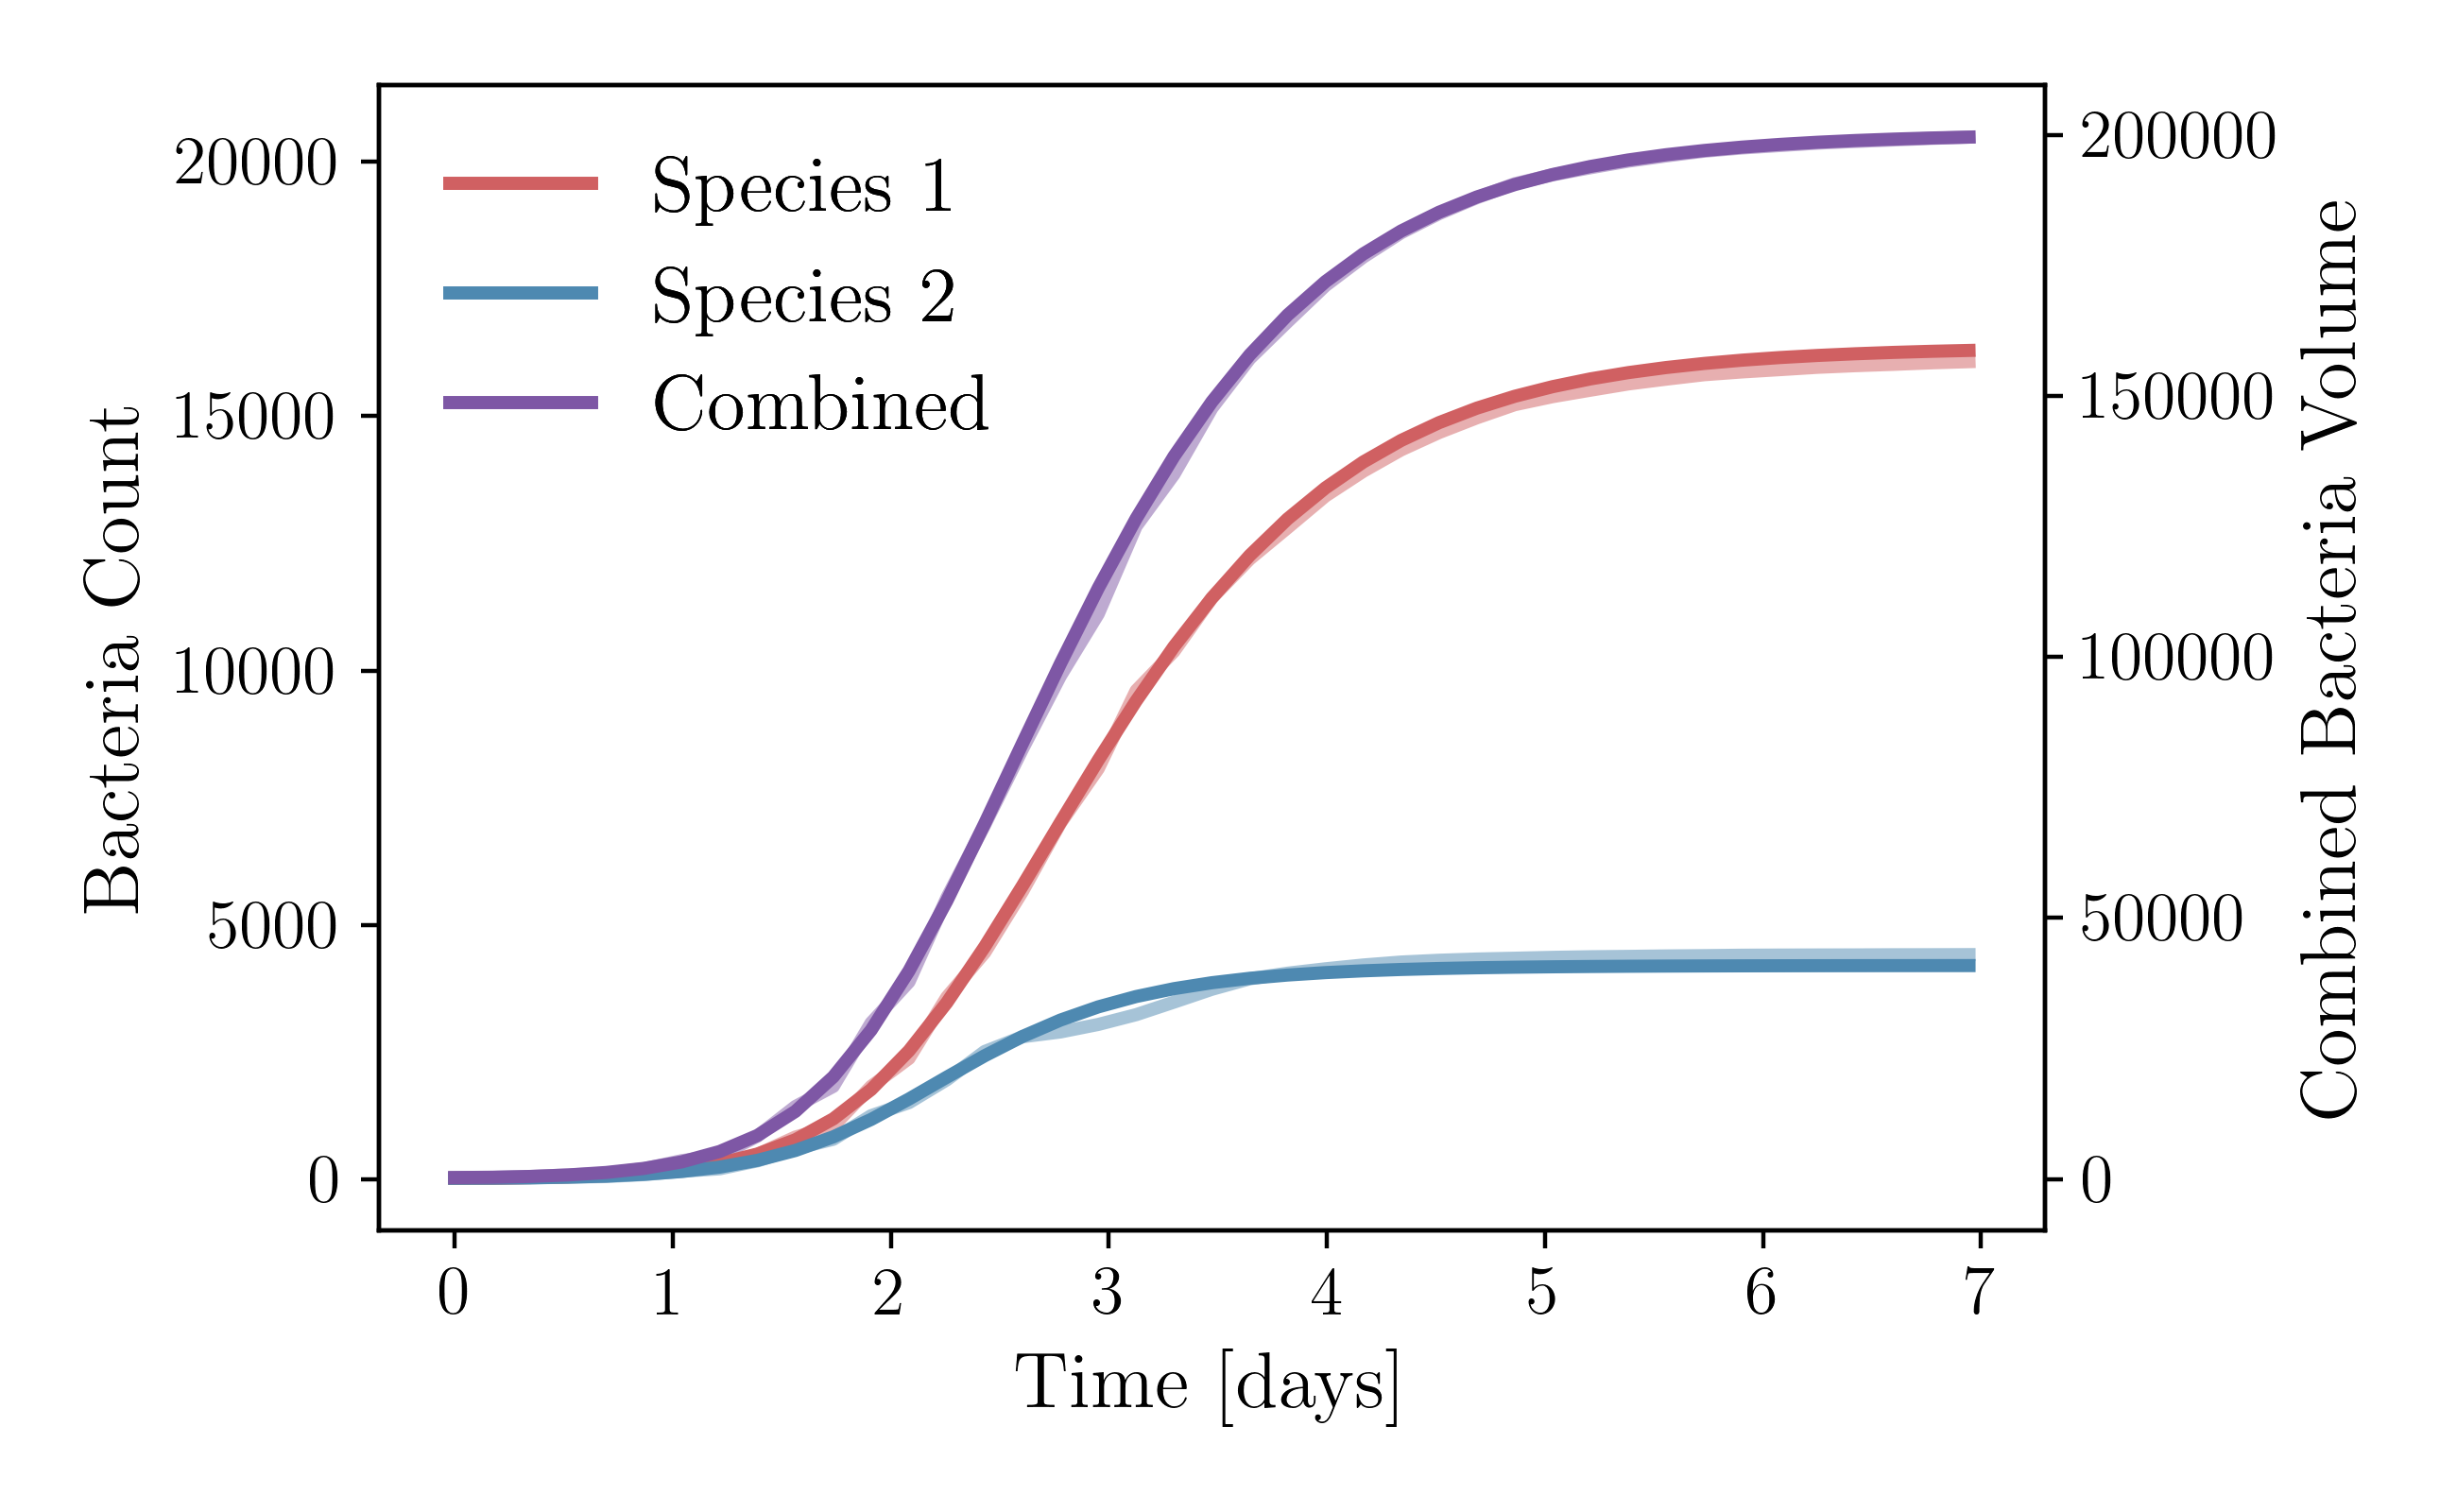 Species 1
Species 2
Combined
Bacteria Count
20000
15000
10000
5000
0
Combined Bacteria Volume
200000
150000
100000
50000
0
0 1 2 3 4 5 6 7
Time [days]